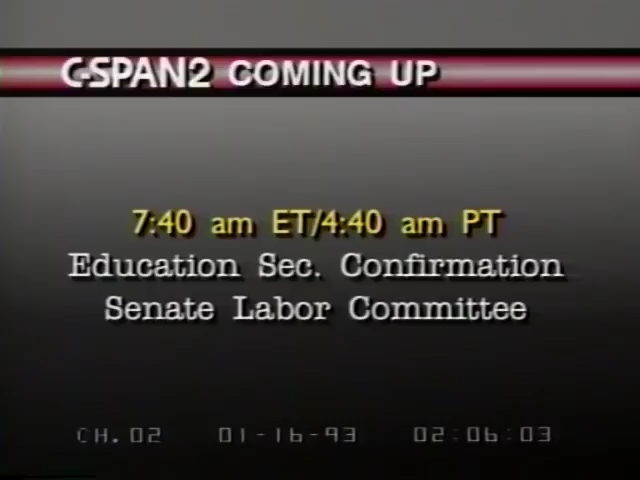 C-SPAN2 COMING UP
7:40 am ET/4:40 am PT
Education Sec. Confirmation
Senate Labor Committee
CH.02 01-16-93 02:06:03